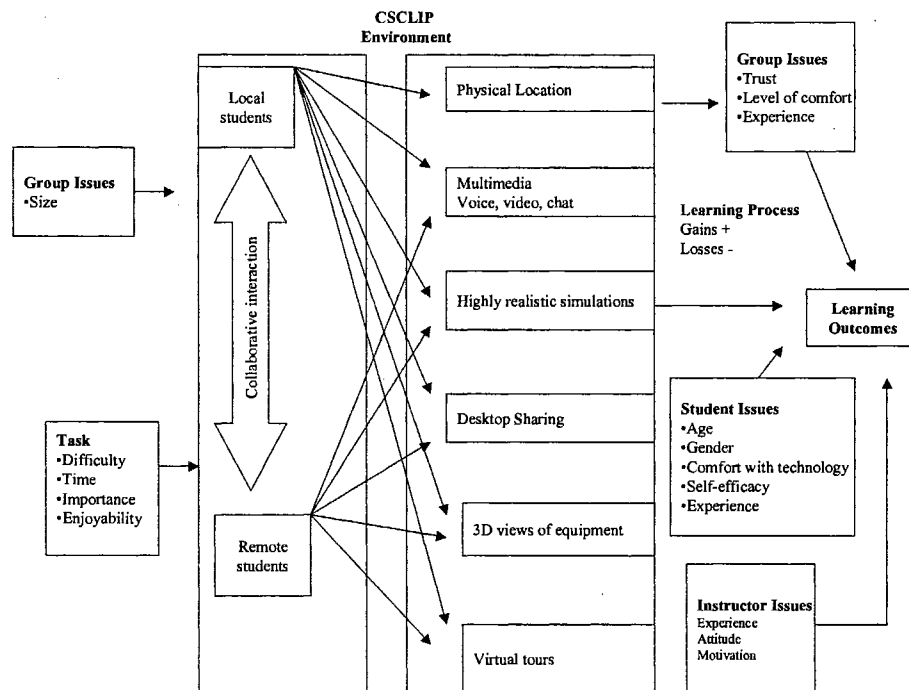 CSCLIP
Environment
Group Issues
•Size
Task
•Difficulty
•Time
•Importance
•Enjoyability
Local
students
Collaborative interaction
Remote
students
Physical Location
Multimedia
Voice, video, chat
Highly realistic simulations
Desktop Sharing
3D views of equipment
Virtual tours
Group Issues
•Trust
•Level of comfort
•Experience
Learning Process
Gains +
Losses -
Learning
Outcomes
Student Issues
•Age
•Gender
•Comfort with technology
•Self-efficacy
•Experience
Instructor Issues
Experience
Attitude
Motivation